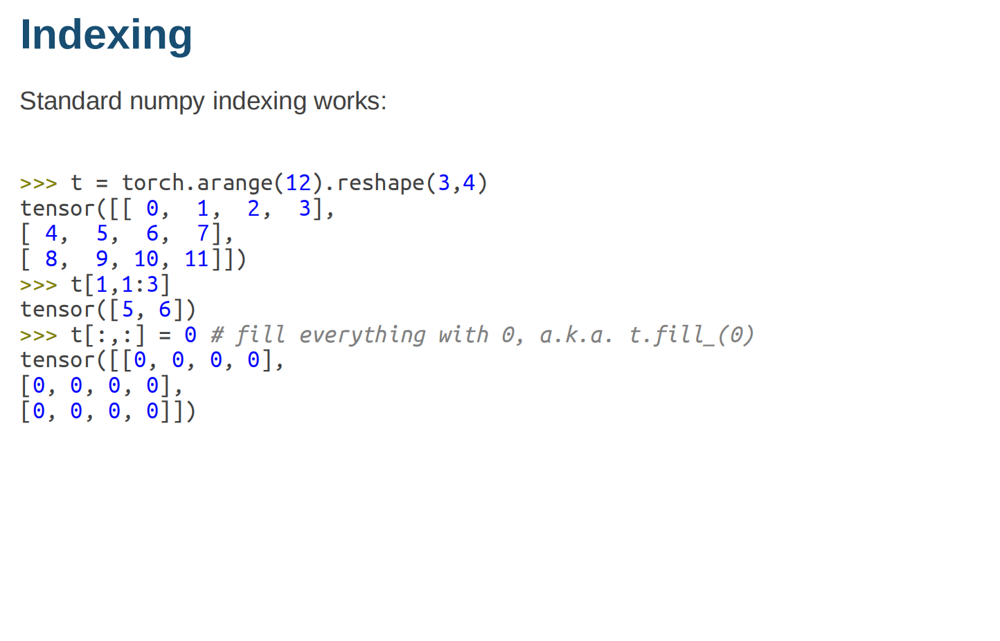 Indexing
Standard numpy indexing works:
>>> t = torch.arange(12).reshape(3,4)
tensor([[ 0,  1,  2,  3],
[ 4,  5,  6,  7],
[ 8,  9, 10, 11]])
>>> t[1,1:3]
tensor([5, 6])
>>> t[:,:] = 0 # fill everything with 0, a.k.a. t.fill_(0)
tensor([[0, 0, 0, 0],
[0, 0, 0, 0],
[0, 0, 0, 0]])